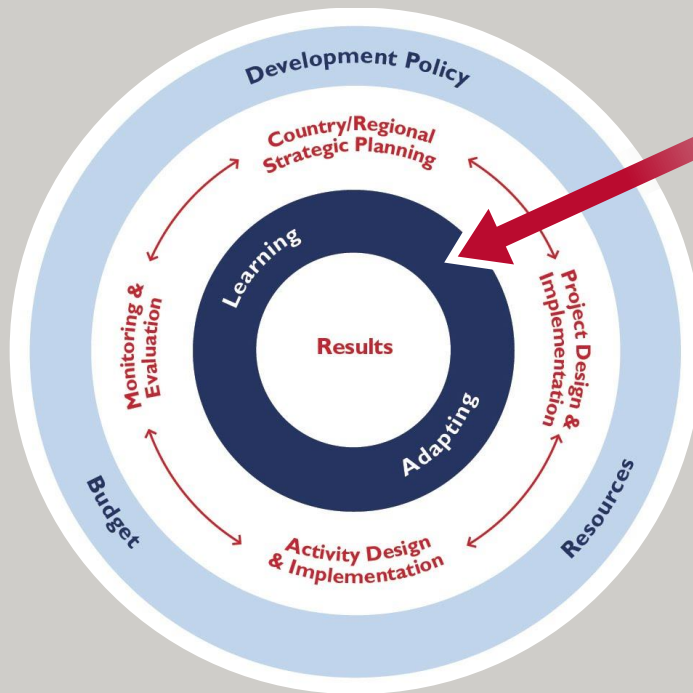 Development Policy
Country/Regional
Strategic Planning
Learning
Monitoring &
Evaluation
Results
Project Design &
Implementation
Adapting
Budget
Resources
Activity Design
& Implementation